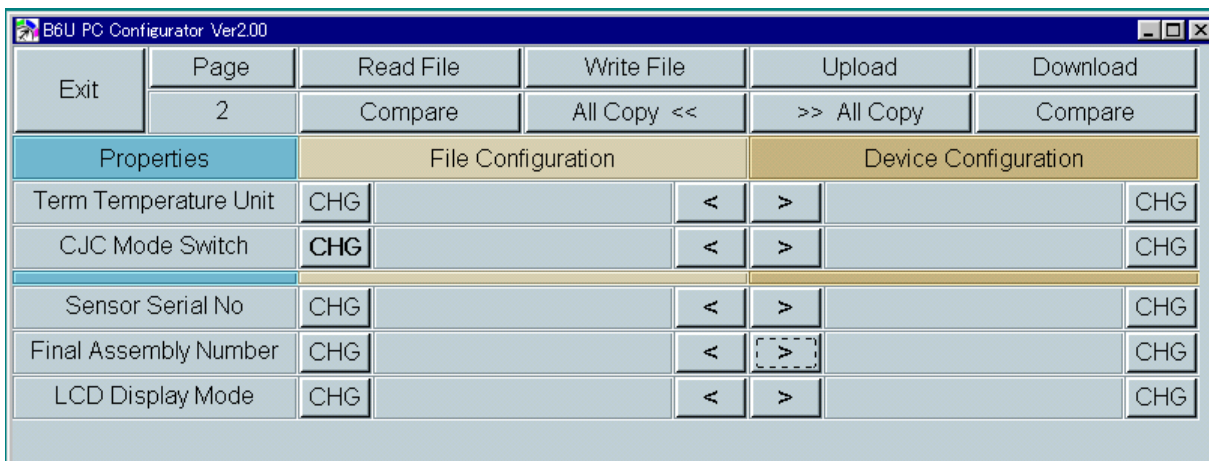 B6U PC Configurator Ver2.00
Exit Page Read File Write File Upload Download
2 Compare All Copy << >> All Copy Compare
Properties File Configuration Device Configuration
Term Temperature Unit CHG < > CHG
CJC Mode Switch CHG < > CHG
Sensor Serial No CHG < > CHG
Final Assembly Number CHG < > CHG
LCD Display Mode CHG < > CHG